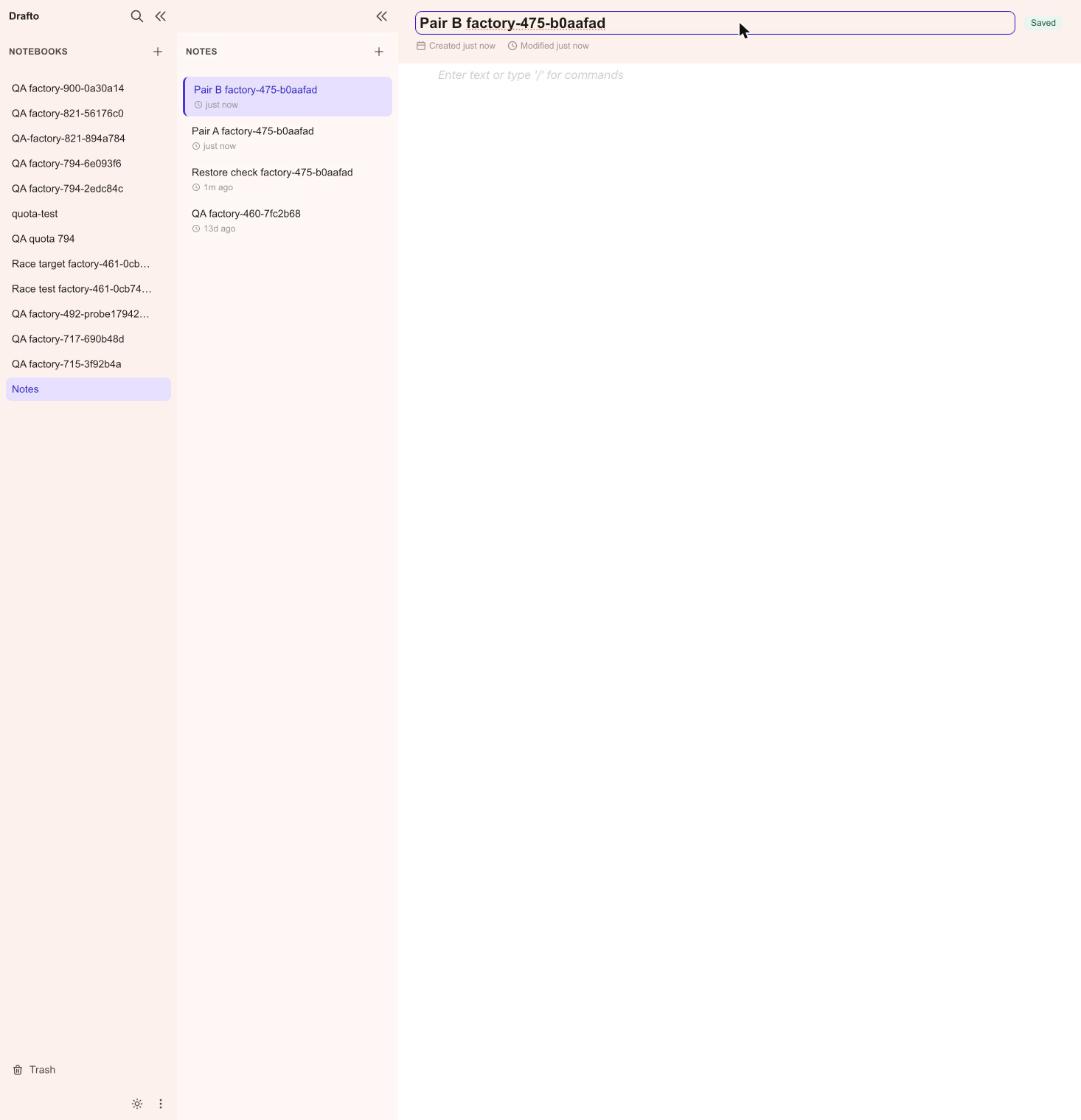 Drafto
NOTEBOOKS
QA factory-900-0a30a14
QA factory-821-56176c0
QA-factory-821-894a784
QA factory-794-6e093f6
QA factory-794-2edc84c
quota-test
QA quota 794
Race target factory-461-0cb…
Race test factory-461-0cb74…
QA factory-492-probe17942…
QA factory-717-690b48d
QA factory-715-3f92b4a
Notes
Trash
NOTES
Pair B factory-475-b0aafad
just now
Pair A factory-475-b0aafad
just now
Restore check factory-475-b0aafad
1m ago
QA factory-460-7fc2b68
13d ago
Pair B factory-475-b0aafad
Saved
Created just now Modified just now
Enter text or type '/' for commands